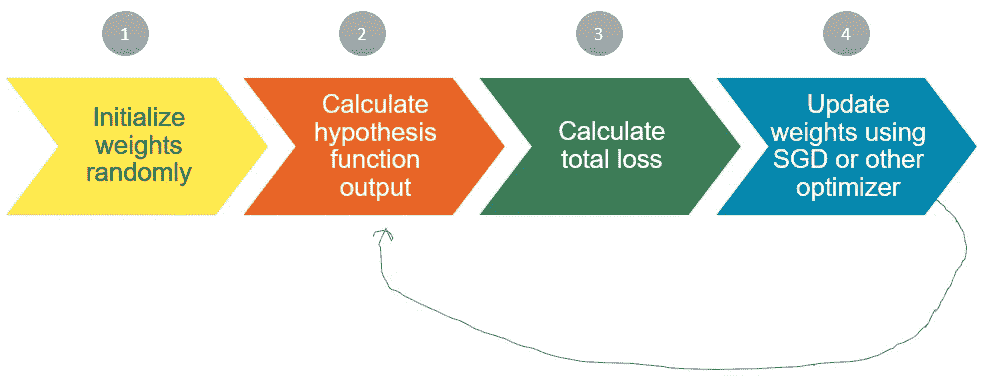 1
2
3
4
Initialize
weights
randomly
Calculate
hypothesis
function
output
Calculate
total loss
Update
weights using
SGD or other
optimizer